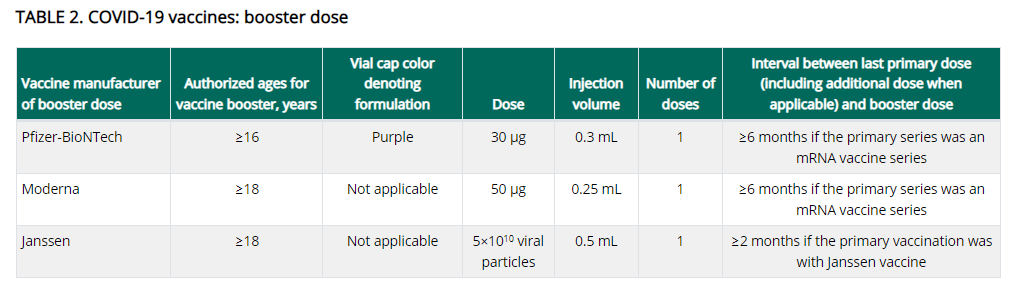 TABLE 2. COVID-19 vaccines: booster dose
Vaccine manufacturer of booster dose | Authorized ages for vaccine booster, years | Vial cap color denoting formulation | Dose | Injection volume | Number of doses | Interval between last primary dose (including additional dose when applicable) and booster dose
Pfizer-BioNTech | ≥16 | Purple | 30 μg | 0.3 mL | 1 | ≥6 months if the primary series was an mRNA vaccine series
Moderna | ≥18 | Not applicable | 50 μg | 0.25 mL | 1 | ≥6 months if the primary series was an mRNA vaccine series
Janssen | ≥18 | Not applicable | 5×10¹⁰ viral particles | 0.5 mL | 1 | ≥2 months if the primary vaccination was with Janssen vaccine